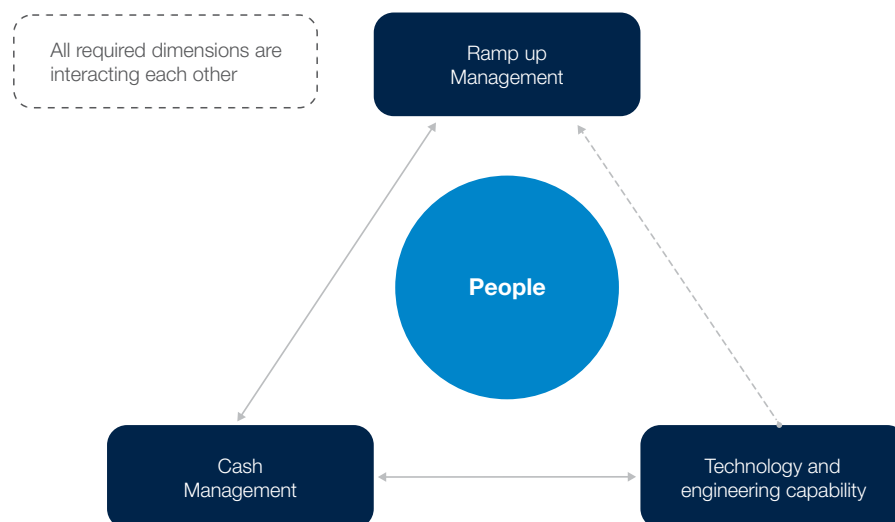 All required dimensions are
interacting each other
Ramp up
Management
People
Cash
Management
Technology and
engineering capability